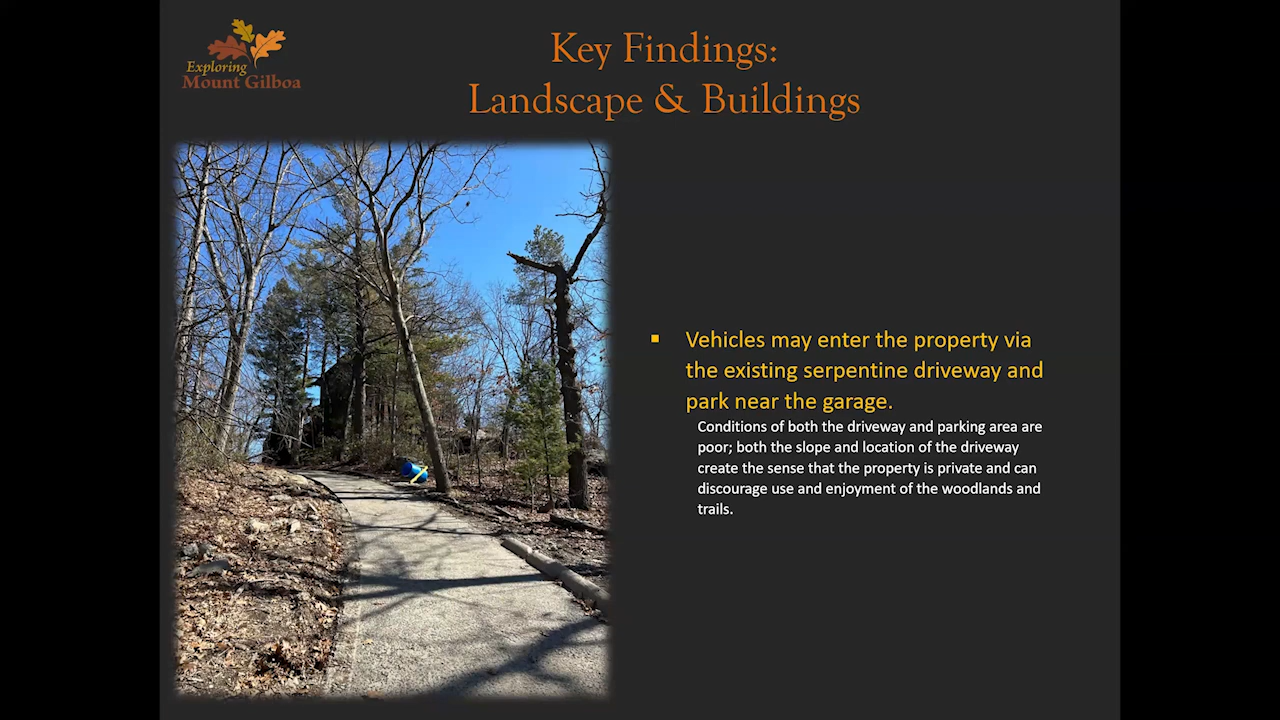 Exploring
Mount Gilboa
Key Findings:
Landscape & Buildings
▪ Vehicles may enter the property via
the existing serpentine driveway and
park near the garage.
Conditions of both the driveway and parking area are
poor; both the slope and location of the driveway
create the sense that the property is private and can
discourage use and enjoyment of the woodlands and
trails.